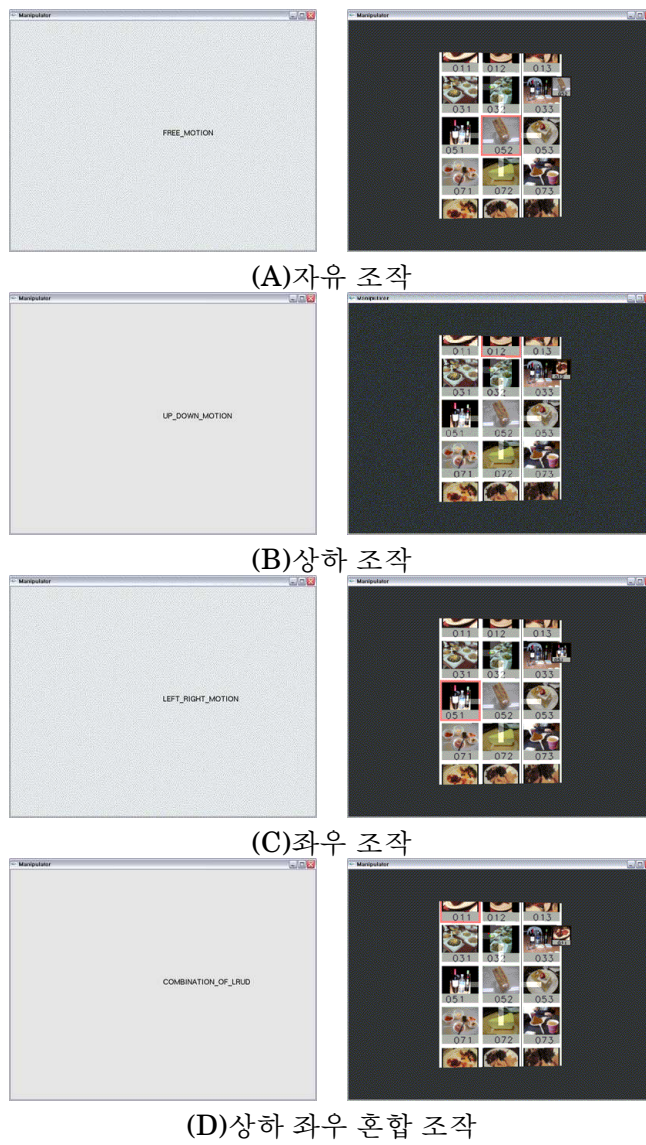 Manipulator Manipulator
FREE_MOTION
011 012 013
031 032 033
051 052 053
071 072 073
(A)자유 조작
Manipulator Manipulator
UP_DOWN_MOTION
011 012 013
031 032 033
051 052 053
071 072 073
(B)상하 조작
Manipulator Manipulator
LEFT_RIGHT_MOTION
011 012 013
031 032 033
051 052 053
071 072 073
(C)좌우 조작
Manipulator Manipulator
COMBINATION_OF_LRUD
011 012 013
031 032 033
051 052 053
071 072 073
(D)상하 좌우 혼합 조작